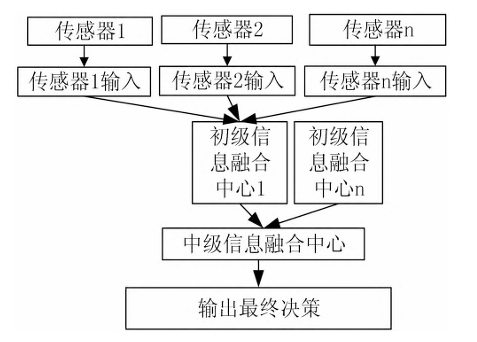 传感器1
传感器2
传感器n
传感器1输入
传感器2输入
传感器n输入
初级信
息融合
中心1
初级信
息融合
中心n
中级信息融合中心
输出最终决策